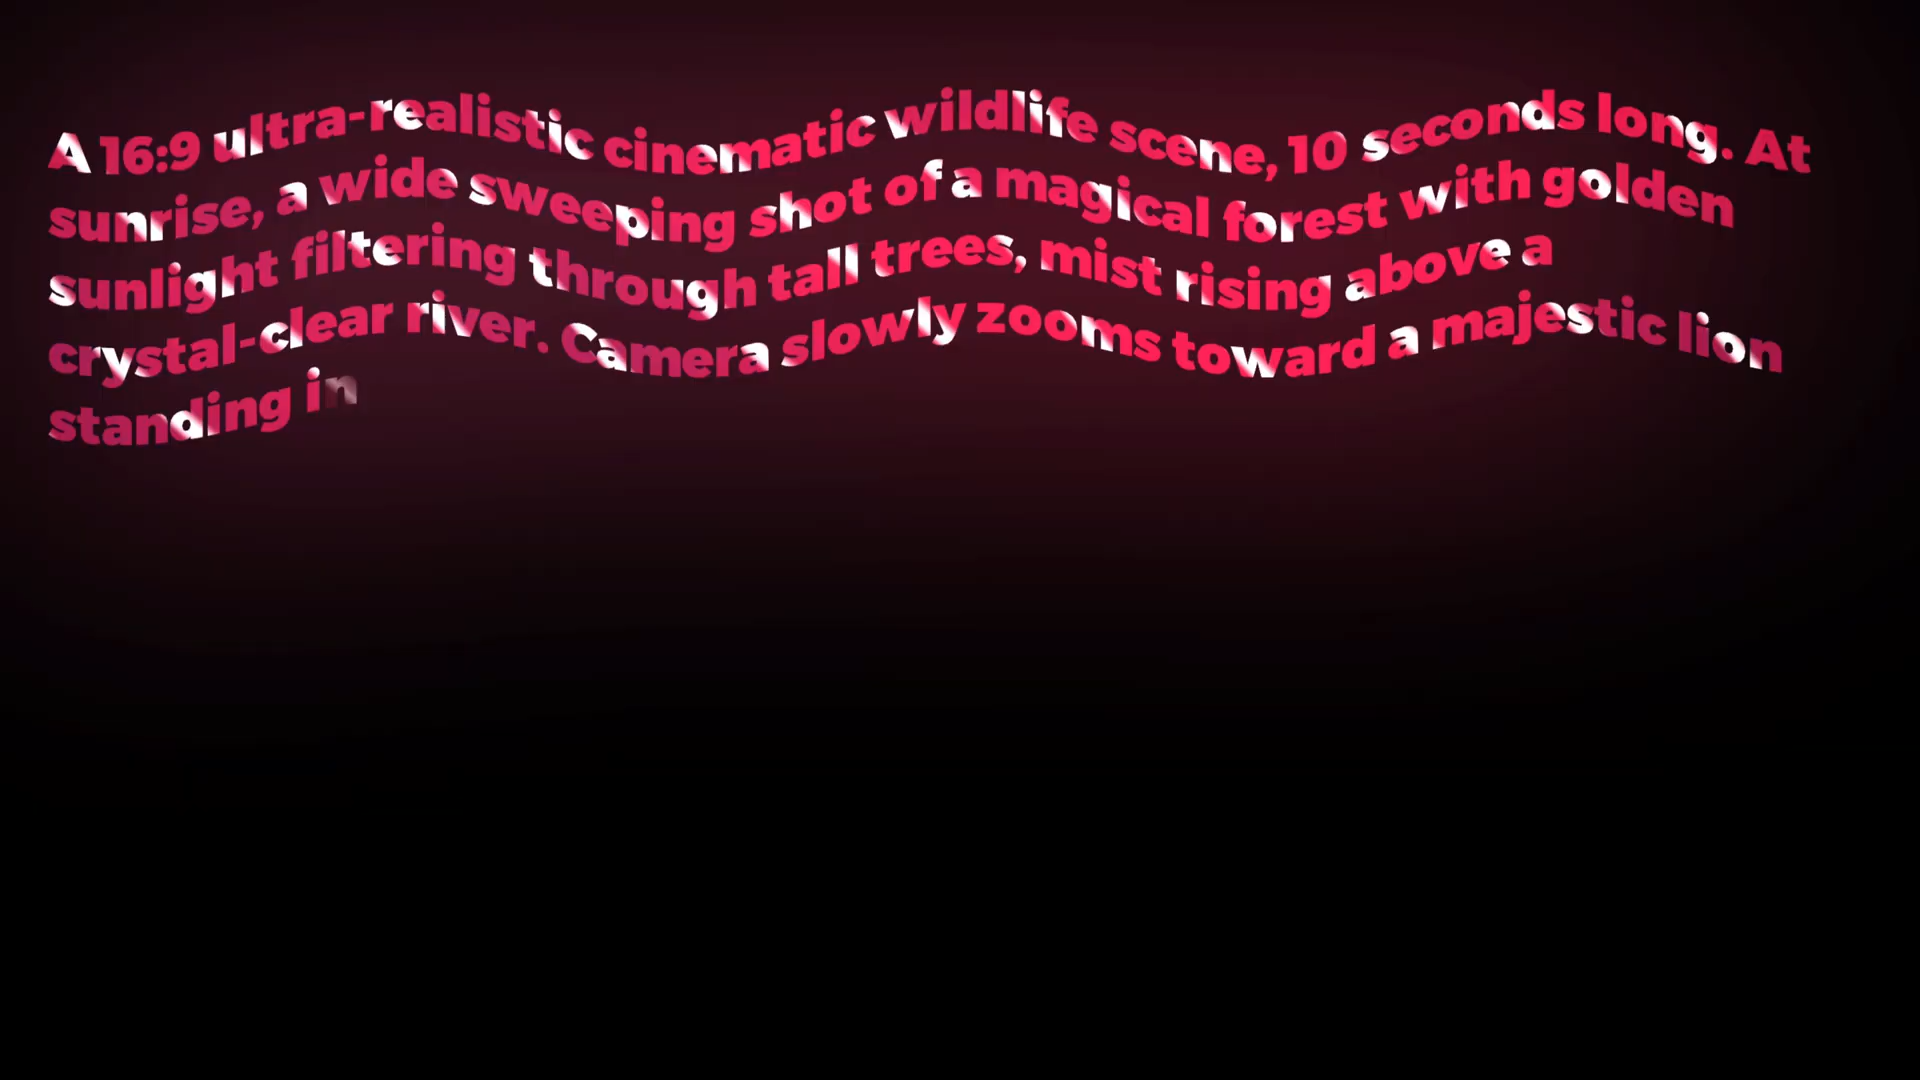 A 16:9 ultra-realistic cinematic wildlife scene, 10 seconds long. At
sunrise, a wide sweeping shot of a magical forest with golden
sunlight filtering through tall trees, mist rising above a
crystal-clear river. Camera slowly zooms toward a majestic lion
standing in